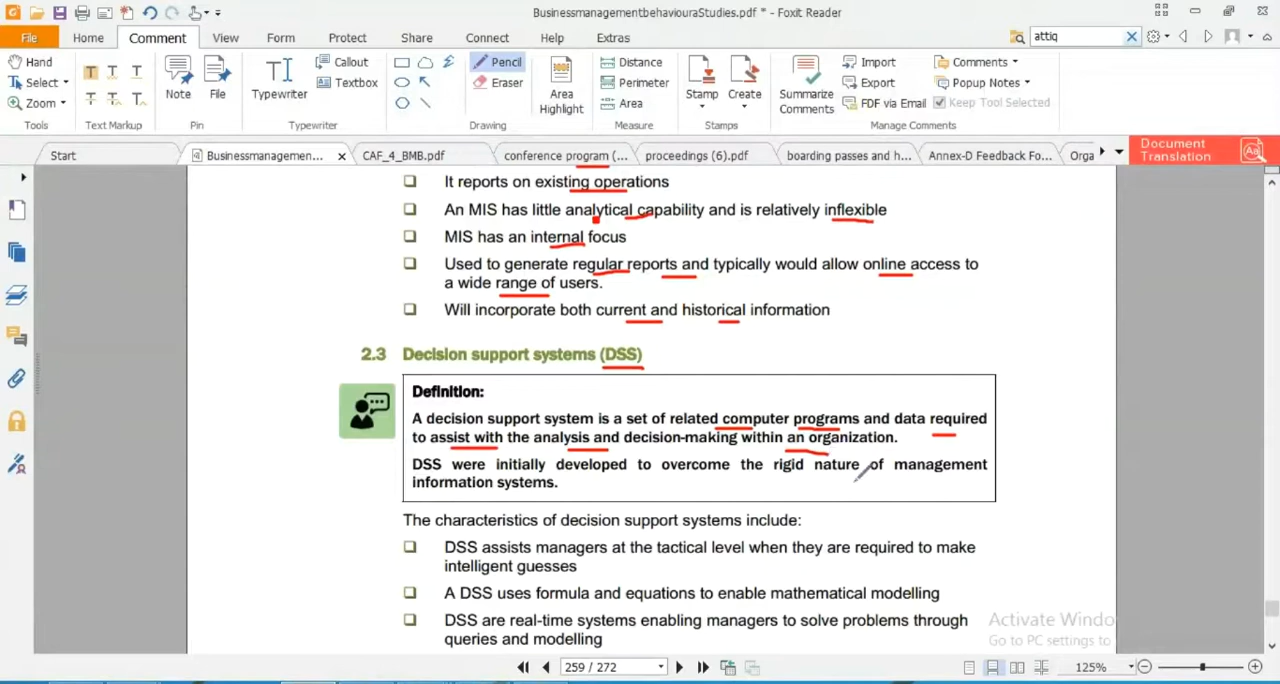 BusinessmanagementbehaviouraStudies.pdf * - Foxit Reader
File Home Comment View Form Protect Share Connect Help Extras attiq
Hand
Select
Zoom
Tools
T T T
T T T
Text Markup
Note File
Pin
Typewriter
Callout
Textbox
Typewriter
Pencil
Eraser
Drawing
Area
Highlight
Distance
Perimeter
Area
Measure
Stamp Create
Stamps
Summarize
Comments
Import
Export
FDF via Email
Comments
Popup Notes
Keep Tool Selected
Manage Comments
Start Businessmanagemen... CAF_4_BMB.pdf conference program (... proceedings (6).pdf boarding passes and h... Annex-D Feedback Fo... Orga
Document
Translation
It reports on existing operations
An MIS has little analytical capability and is relatively inflexible
MIS has an internal focus
Used to generate regular reports and typically would allow online access to
a wide range of users.
Will incorporate both current and historical information
2.3 Decision support systems (DSS)
Definition:
A decision support system is a set of related computer programs and data required
to assist with the analysis and decision-making within an organization.
DSS were initially developed to overcome the rigid nature of management
information systems.
The characteristics of decision support systems include:
DSS assists managers at the tactical level when they are required to make
intelligent guesses
A DSS uses formula and equations to enable mathematical modelling
DSS are real-time systems enabling managers to solve problems through
queries and modelling
Activate Windo
Go to PC settings to
259 / 272
125%